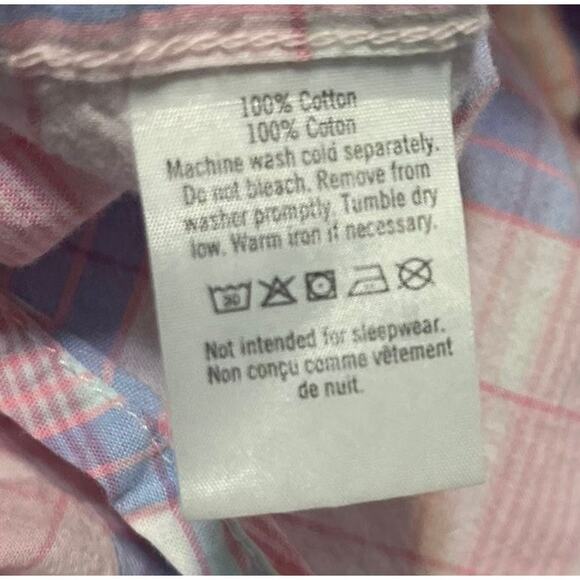 100% Cotton
100% Coton
Machine wash cold separately.
Do not bleach. Remove from
washer promptly. Tumble dry
low. Warm iron if necessary.
30
Not intended for sleepwear.
Non conçu comme vêtement
de nuit.